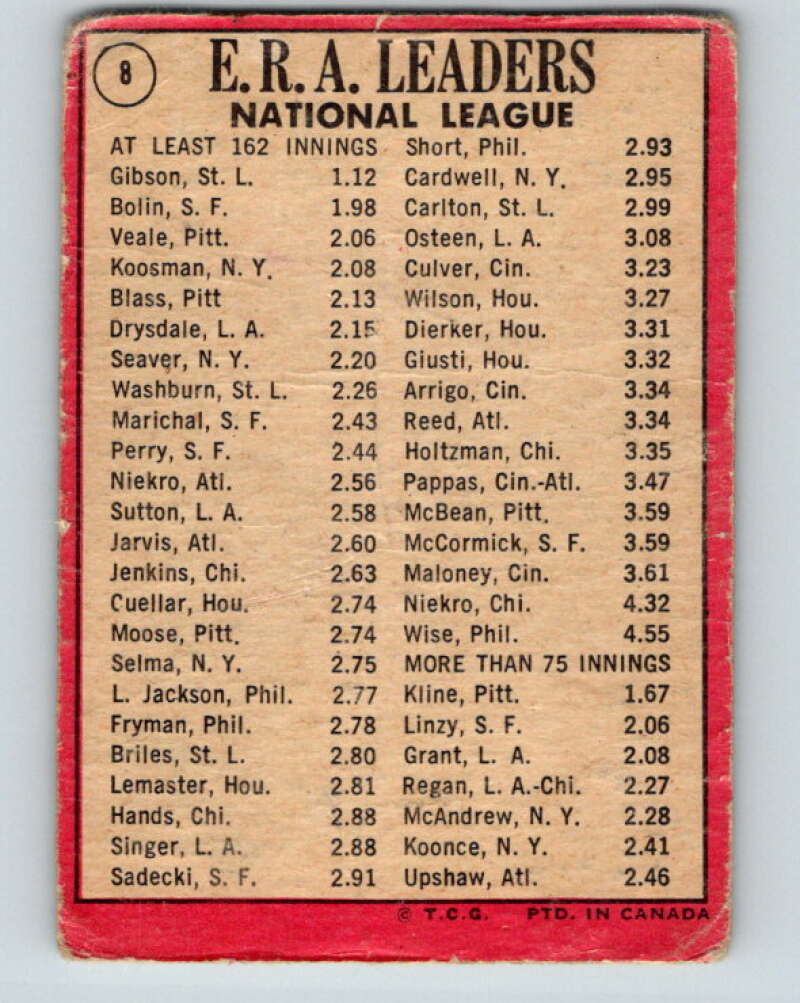 8
E.R.A. LEADERS
NATIONAL LEAGUE
AT LEAST 162 INNINGS
Gibson, St. L. 1.12
Bolin, S. F. 1.98
Veale, Pitt. 2.06
Koosman, N. Y. 2.08
Blass, Pitt 2.13
Drysdale, L. A. 2.15
Seaver, N. Y. 2.20
Washburn, St. L. 2.26
Marichal, S. F. 2.43
Perry, S. F. 2.44
Niekro, Atl. 2.56
Sutton, L. A. 2.58
Jarvis, Atl. 2.60
Jenkins, Chi. 2.63
Cuellar, Hou. 2.74
Moose, Pitt. 2.74
Selma, N. Y. 2.75
L. Jackson, Phil. 2.77
Fryman, Phil. 2.78
Briles, St. L. 2.80
Lemaster, Hou. 2.81
Hands, Chi. 2.88
Singer, L. A. 2.88
Sadecki, S. F. 2.91
Short, Phil. 2.93
Cardwell, N. Y. 2.95
Carlton, St. L. 2.99
Osteen, L. A. 3.08
Culver, Cin. 3.23
Wilson, Hou. 3.27
Dierker, Hou. 3.31
Giusti, Hou. 3.32
Arrigo, Cin. 3.34
Reed, Atl. 3.34
Holtzman, Chi. 3.35
Pappas, Cin.-Atl. 3.47
McBean, Pitt. 3.59
McCormick, S. F. 3.59
Maloney, Cin. 3.61
Niekro, Chi. 4.32
Wise, Phil. 4.55
MORE THAN 75 INNINGS
Kline, Pitt. 1.67
Linzy, S. F. 2.06
Grant, L. A. 2.08
Regan, L. A.-Chi. 2.27
McAndrew, N. Y. 2.28
Koonce, N. Y. 2.41
Upshaw, Atl. 2.46
© T.C.G. PTD. IN CANADA